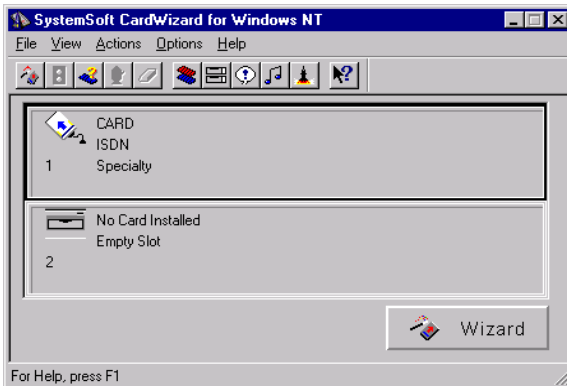 SystemSoft CardWizard for Windows NT
File View Actions Options Help
CARD
ISDN
1 Specialty
No Card Installed
Empty Slot
2
Wizard
For Help, press F1